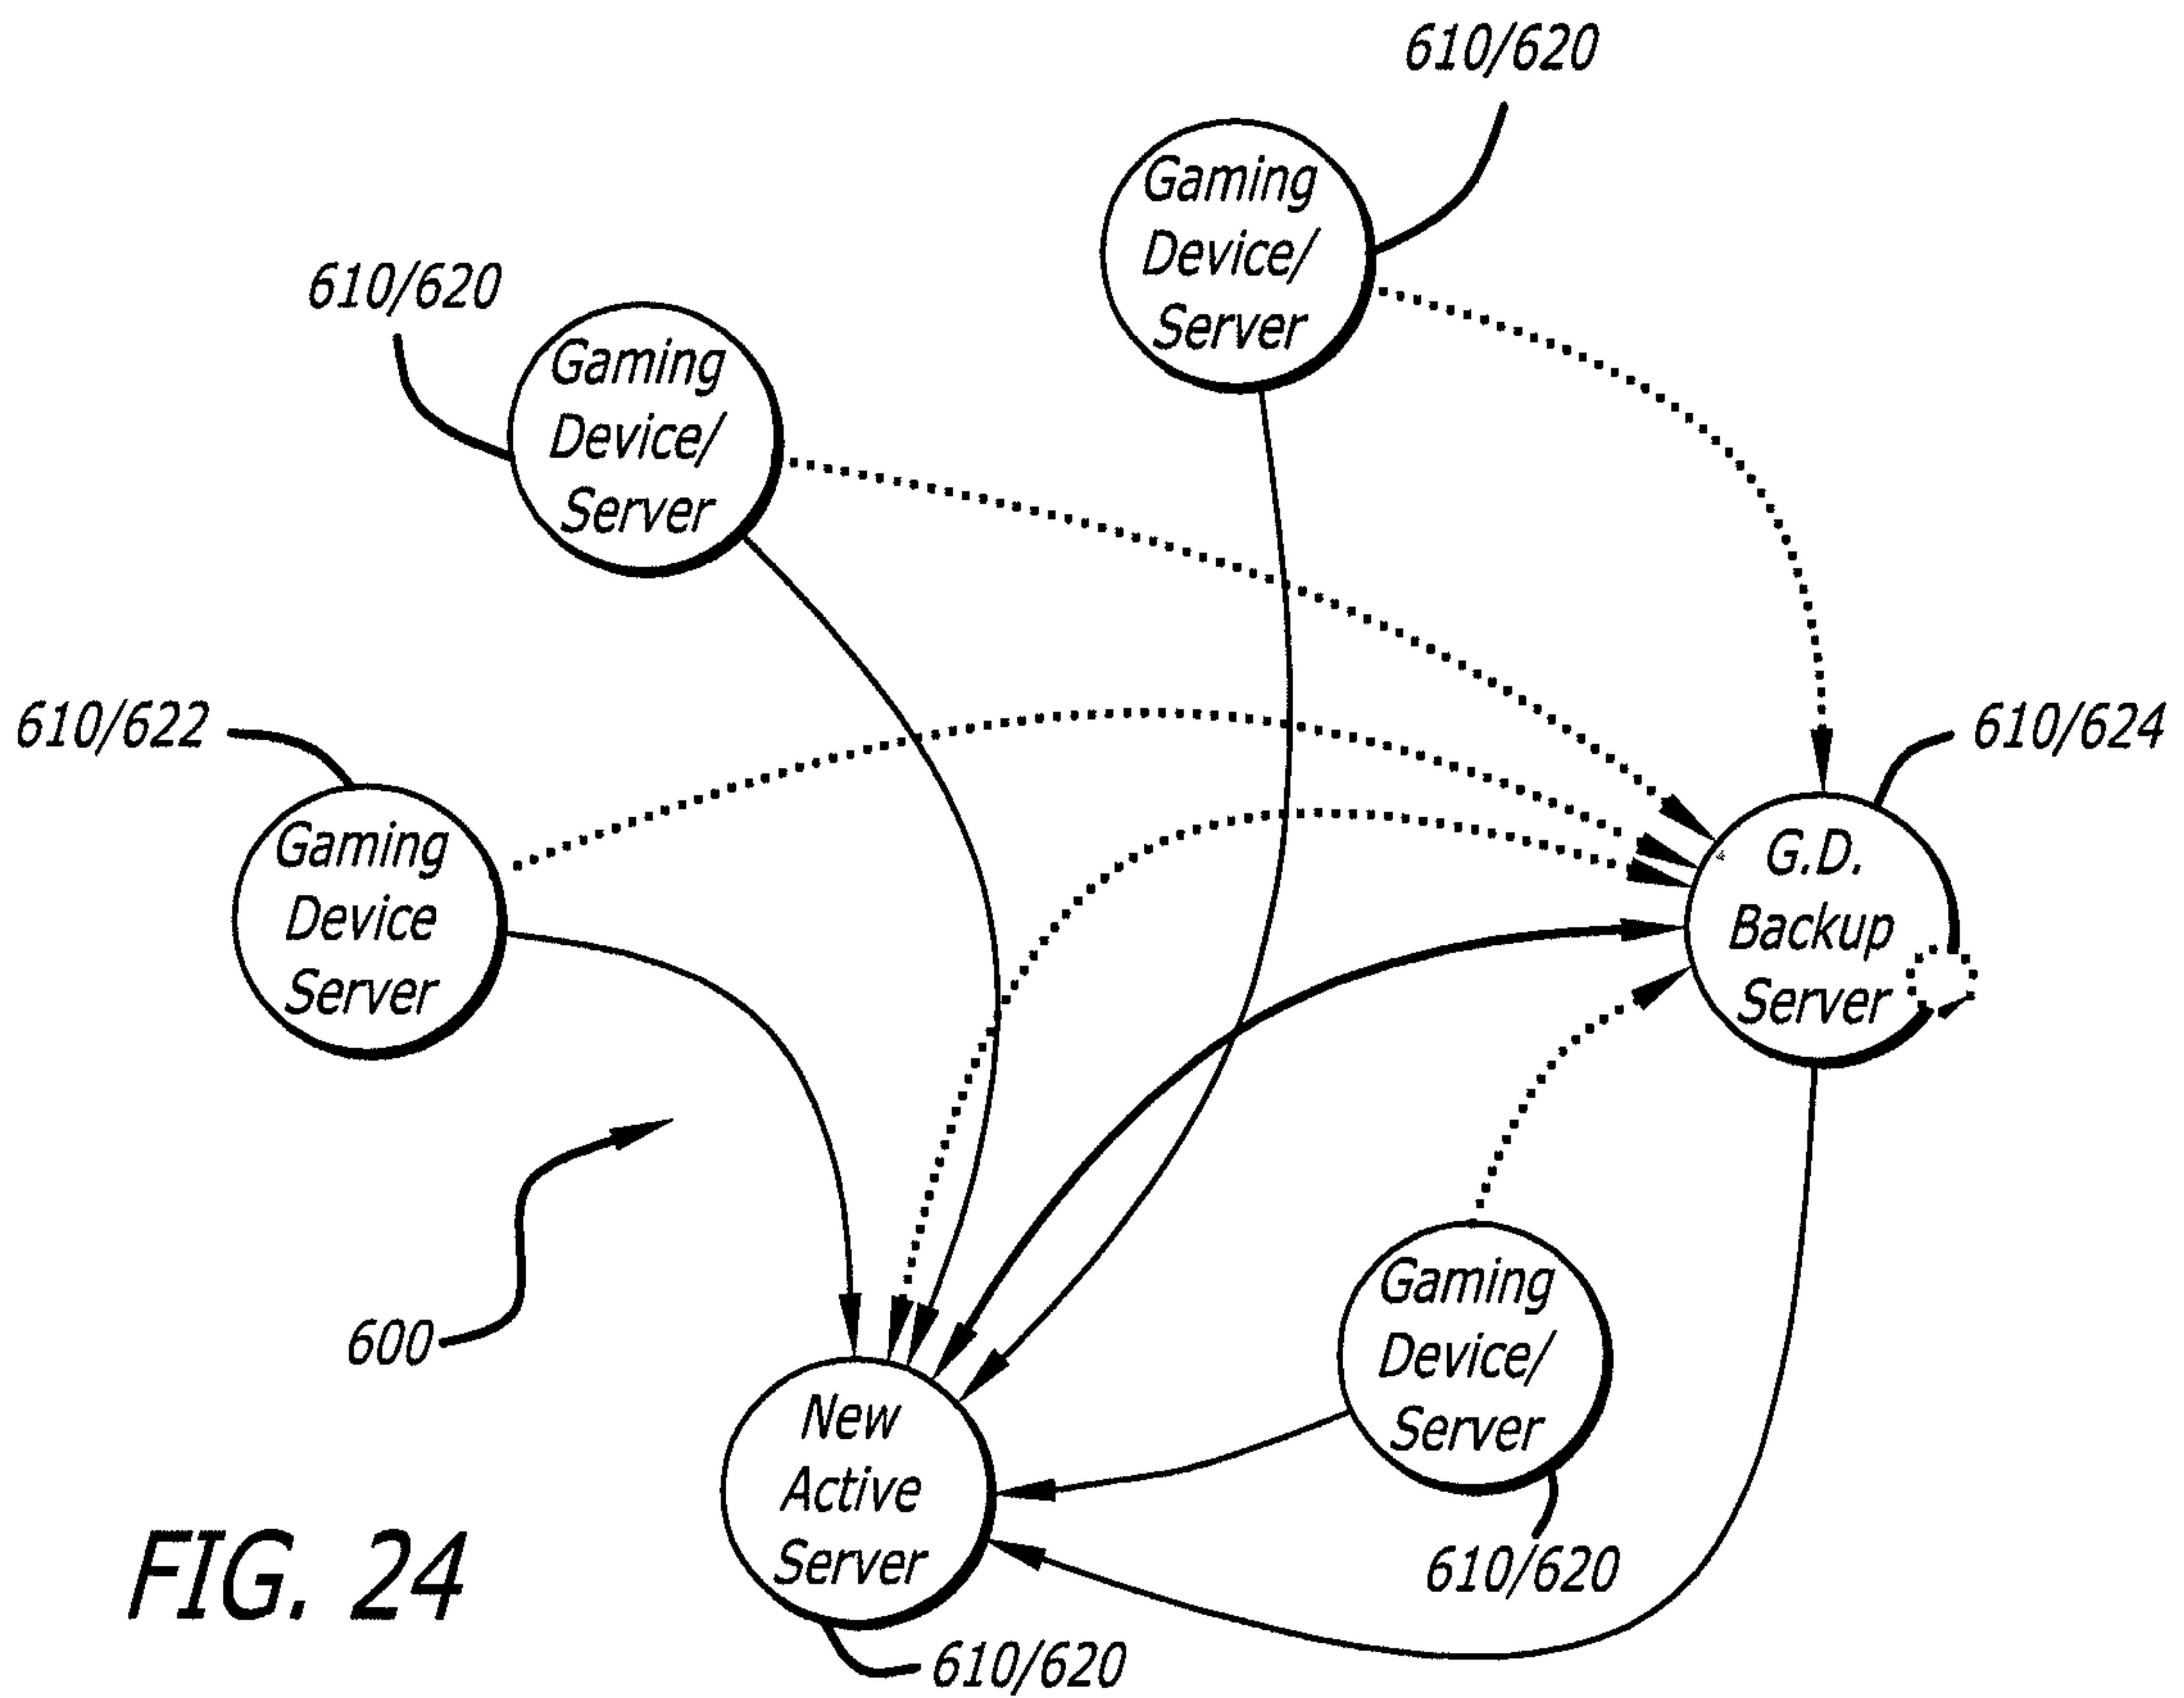 610/620
Gaming
Device/
Server
610/620
Gaming
Device/
Server
610/622
Gaming
Device
Server
610/624
G.D.
Backup
Server
600
Gaming
Device/
Server
610/620
New
Active
Server
610/620
FIG. 24